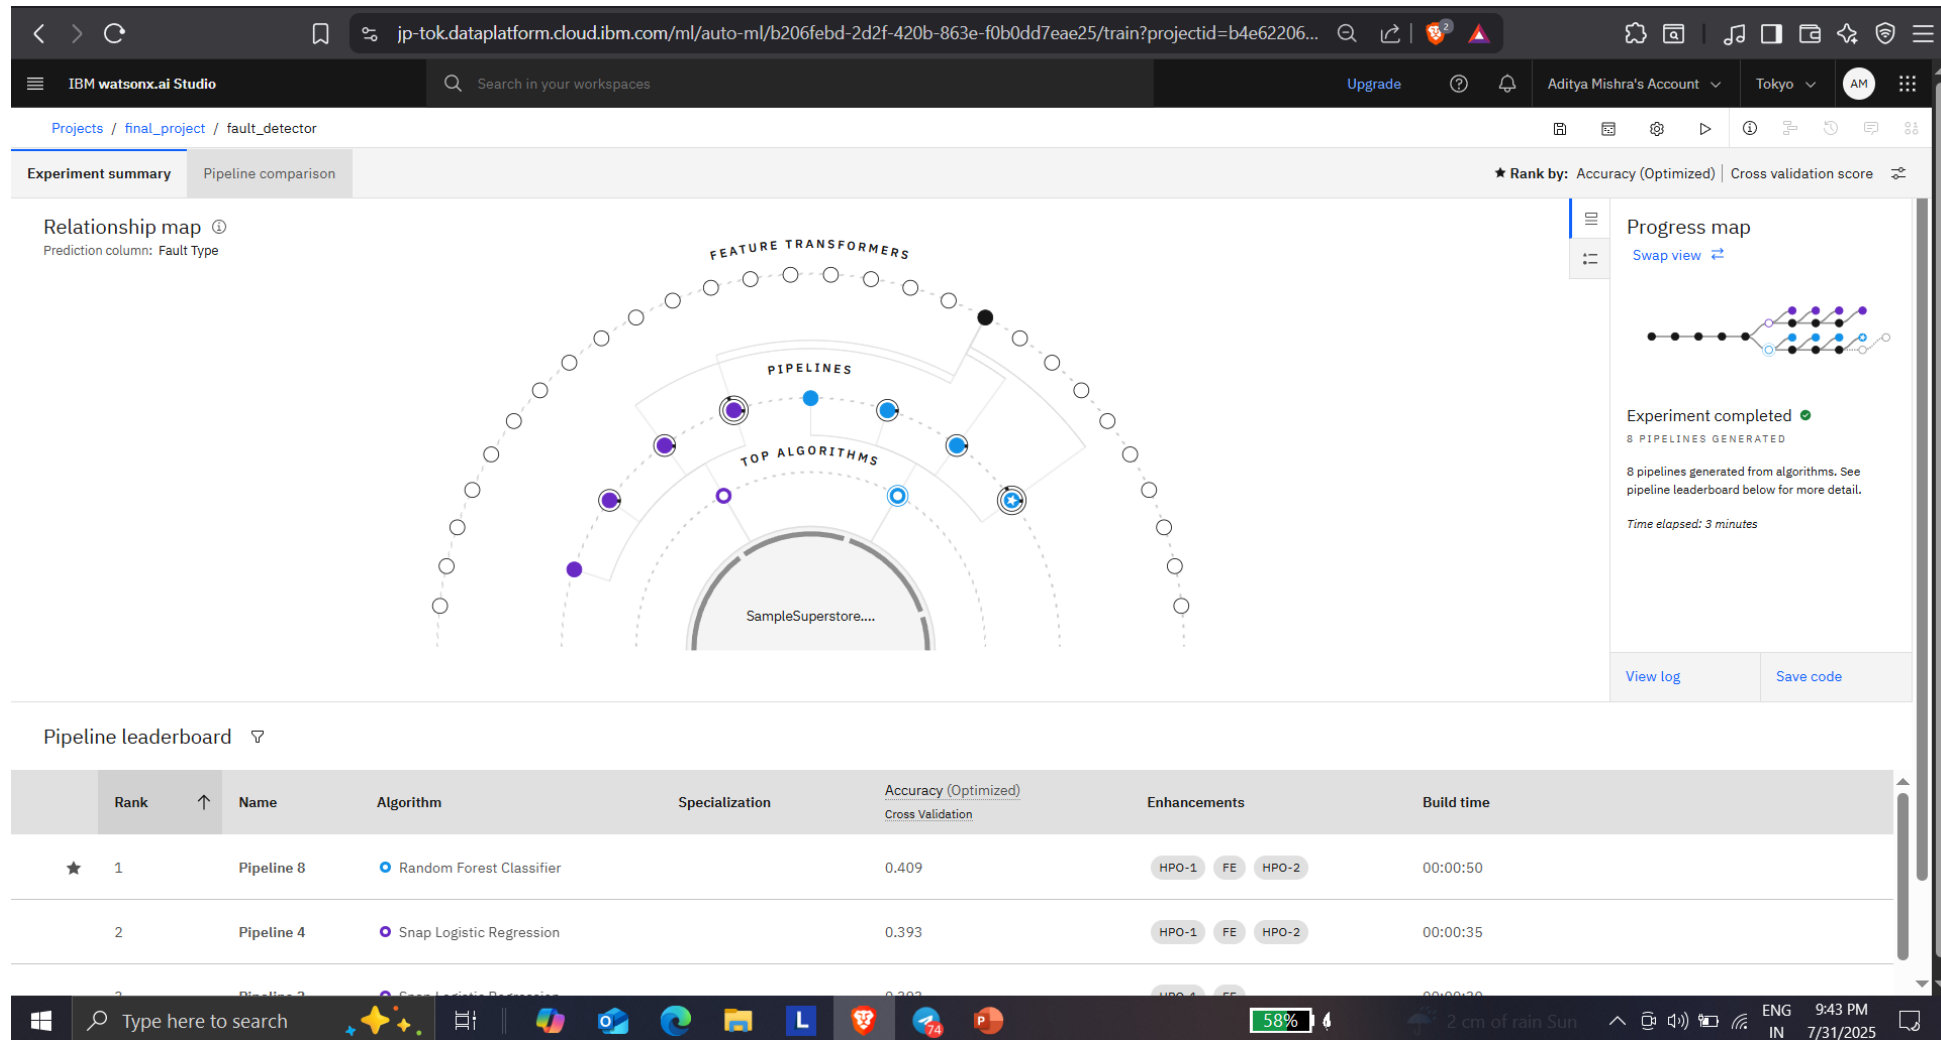 jp-tok.dataplatform.cloud.ibm.com/ml/auto-ml/b206febd-2d2f-420b-863e-f0b0dd7eae25/train?projectid=b4e62206...
2
IBM watsonx.ai Studio
Search in your workspaces
Upgrade
Aditya Mishra's Account
Tokyo
AM
Projects / final_project / fault_detector
Experiment summary
Pipeline comparison
Rank by: Accuracy (Optimized) | Cross validation score
Relationship map
Prediction column: Fault Type
FEATURE TRANSFORMERS
PIPELINES
TOP ALGORITHMS
SampleSuperstore....
Progress map
Swap view
Experiment completed
8 PIPELINES GENERATED
8 pipelines generated from algorithms. See
pipeline leaderboard below for more detail.
Time elapsed: 3 minutes
View log
Save code
Pipeline leaderboard
Rank Name Algorithm Specialization Accuracy (Optimized) Enhancements Build time
Cross Validation
1 Pipeline 8 Random Forest Classifier 0.409 HPO-1 FE HPO-2 00:00:50
2 Pipeline 4 Snap Logistic Regression 0.393 HPO-1 FE HPO-2 00:00:35
Type here to search
L
74
P
58%
2 cm of rain Sun
ENG
IN
9:43 PM
7/31/2025